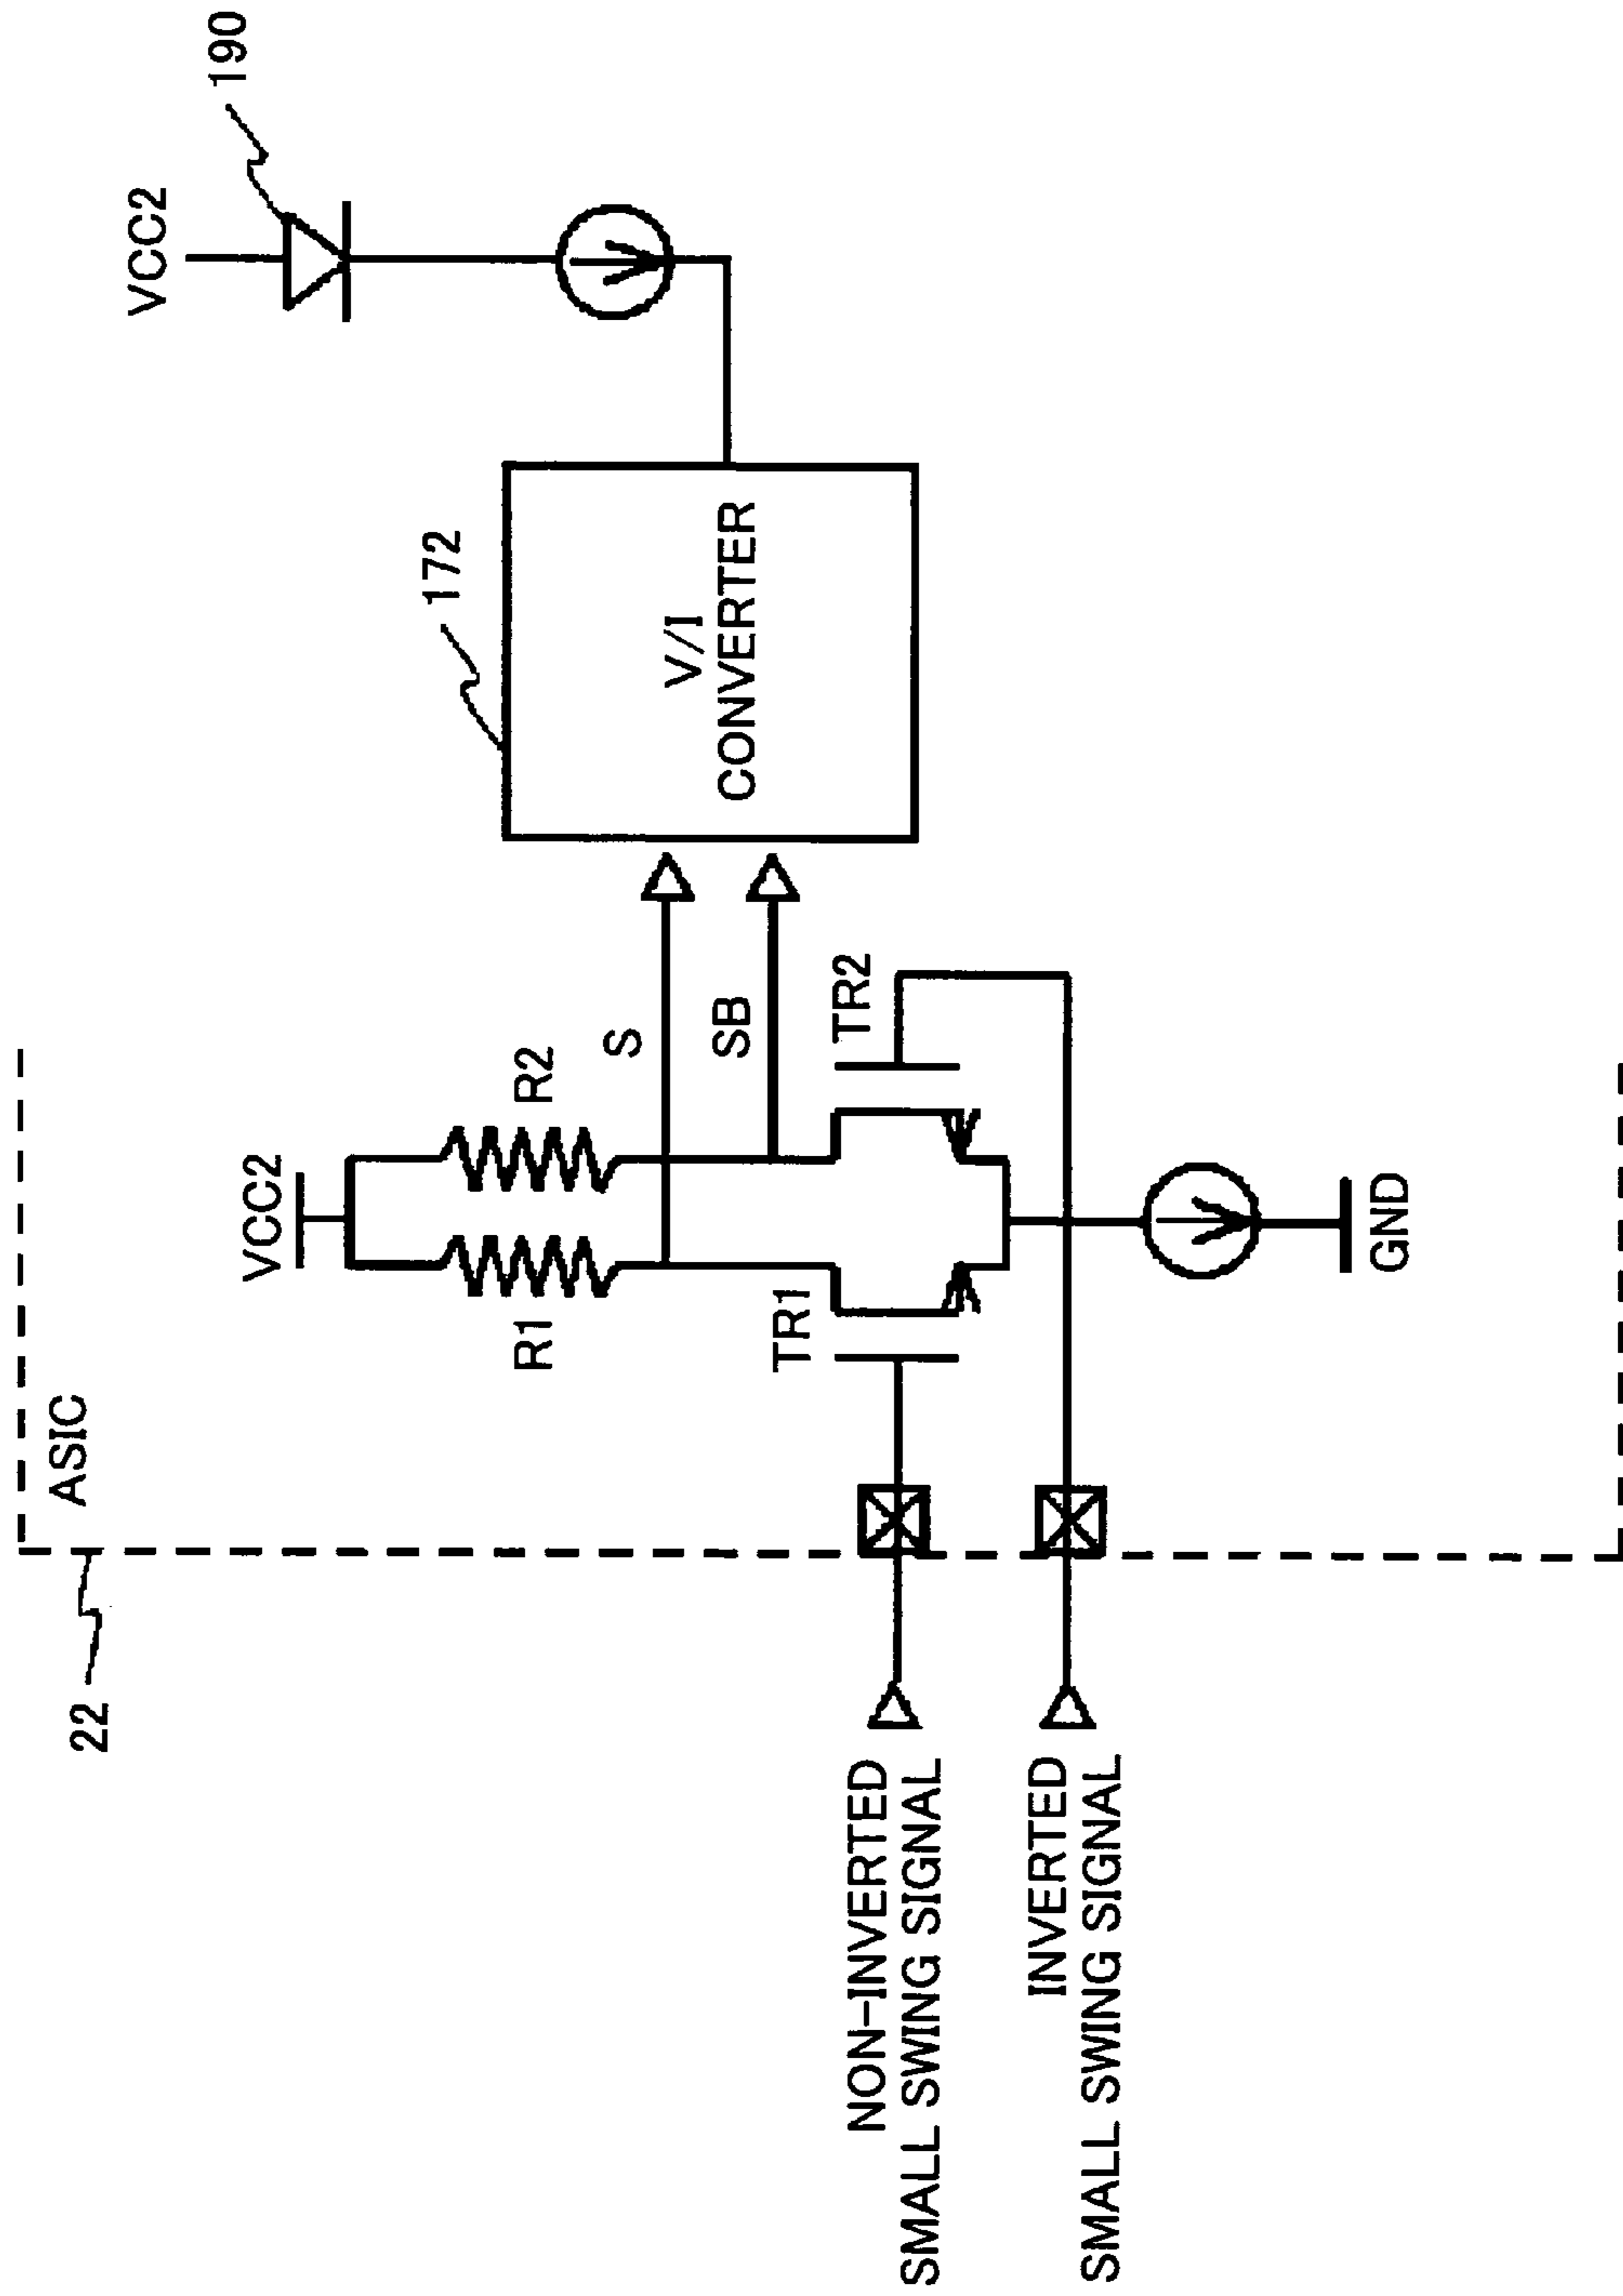 22
ASIC
VCC2
R1
R2
S
SB
TR1
TR2
GND
172
V/I
CONVERTER
VCC2
190
NON-INVERTED
SMALL SWING SIGNAL
INVERTED
SMALL SWING SIGNAL